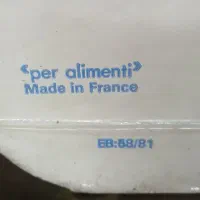 «per alimenti»
Made in France
EB:58/81